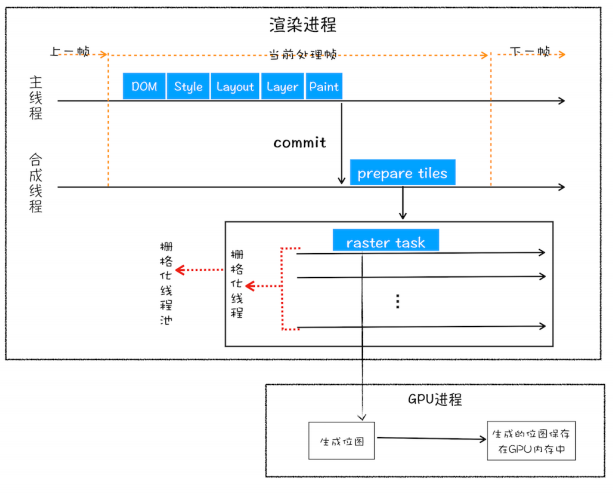 渲染进程
上一帧
当前处理帧
下一帧
主线程
DOM
Style
Layout
Layer
Paint
commit
合成线程
prepare tiles
raster task
栅格化线程池
栅格化线程
⋮
GPU进程
生成位图
生成的位图保存
在GPU内存中